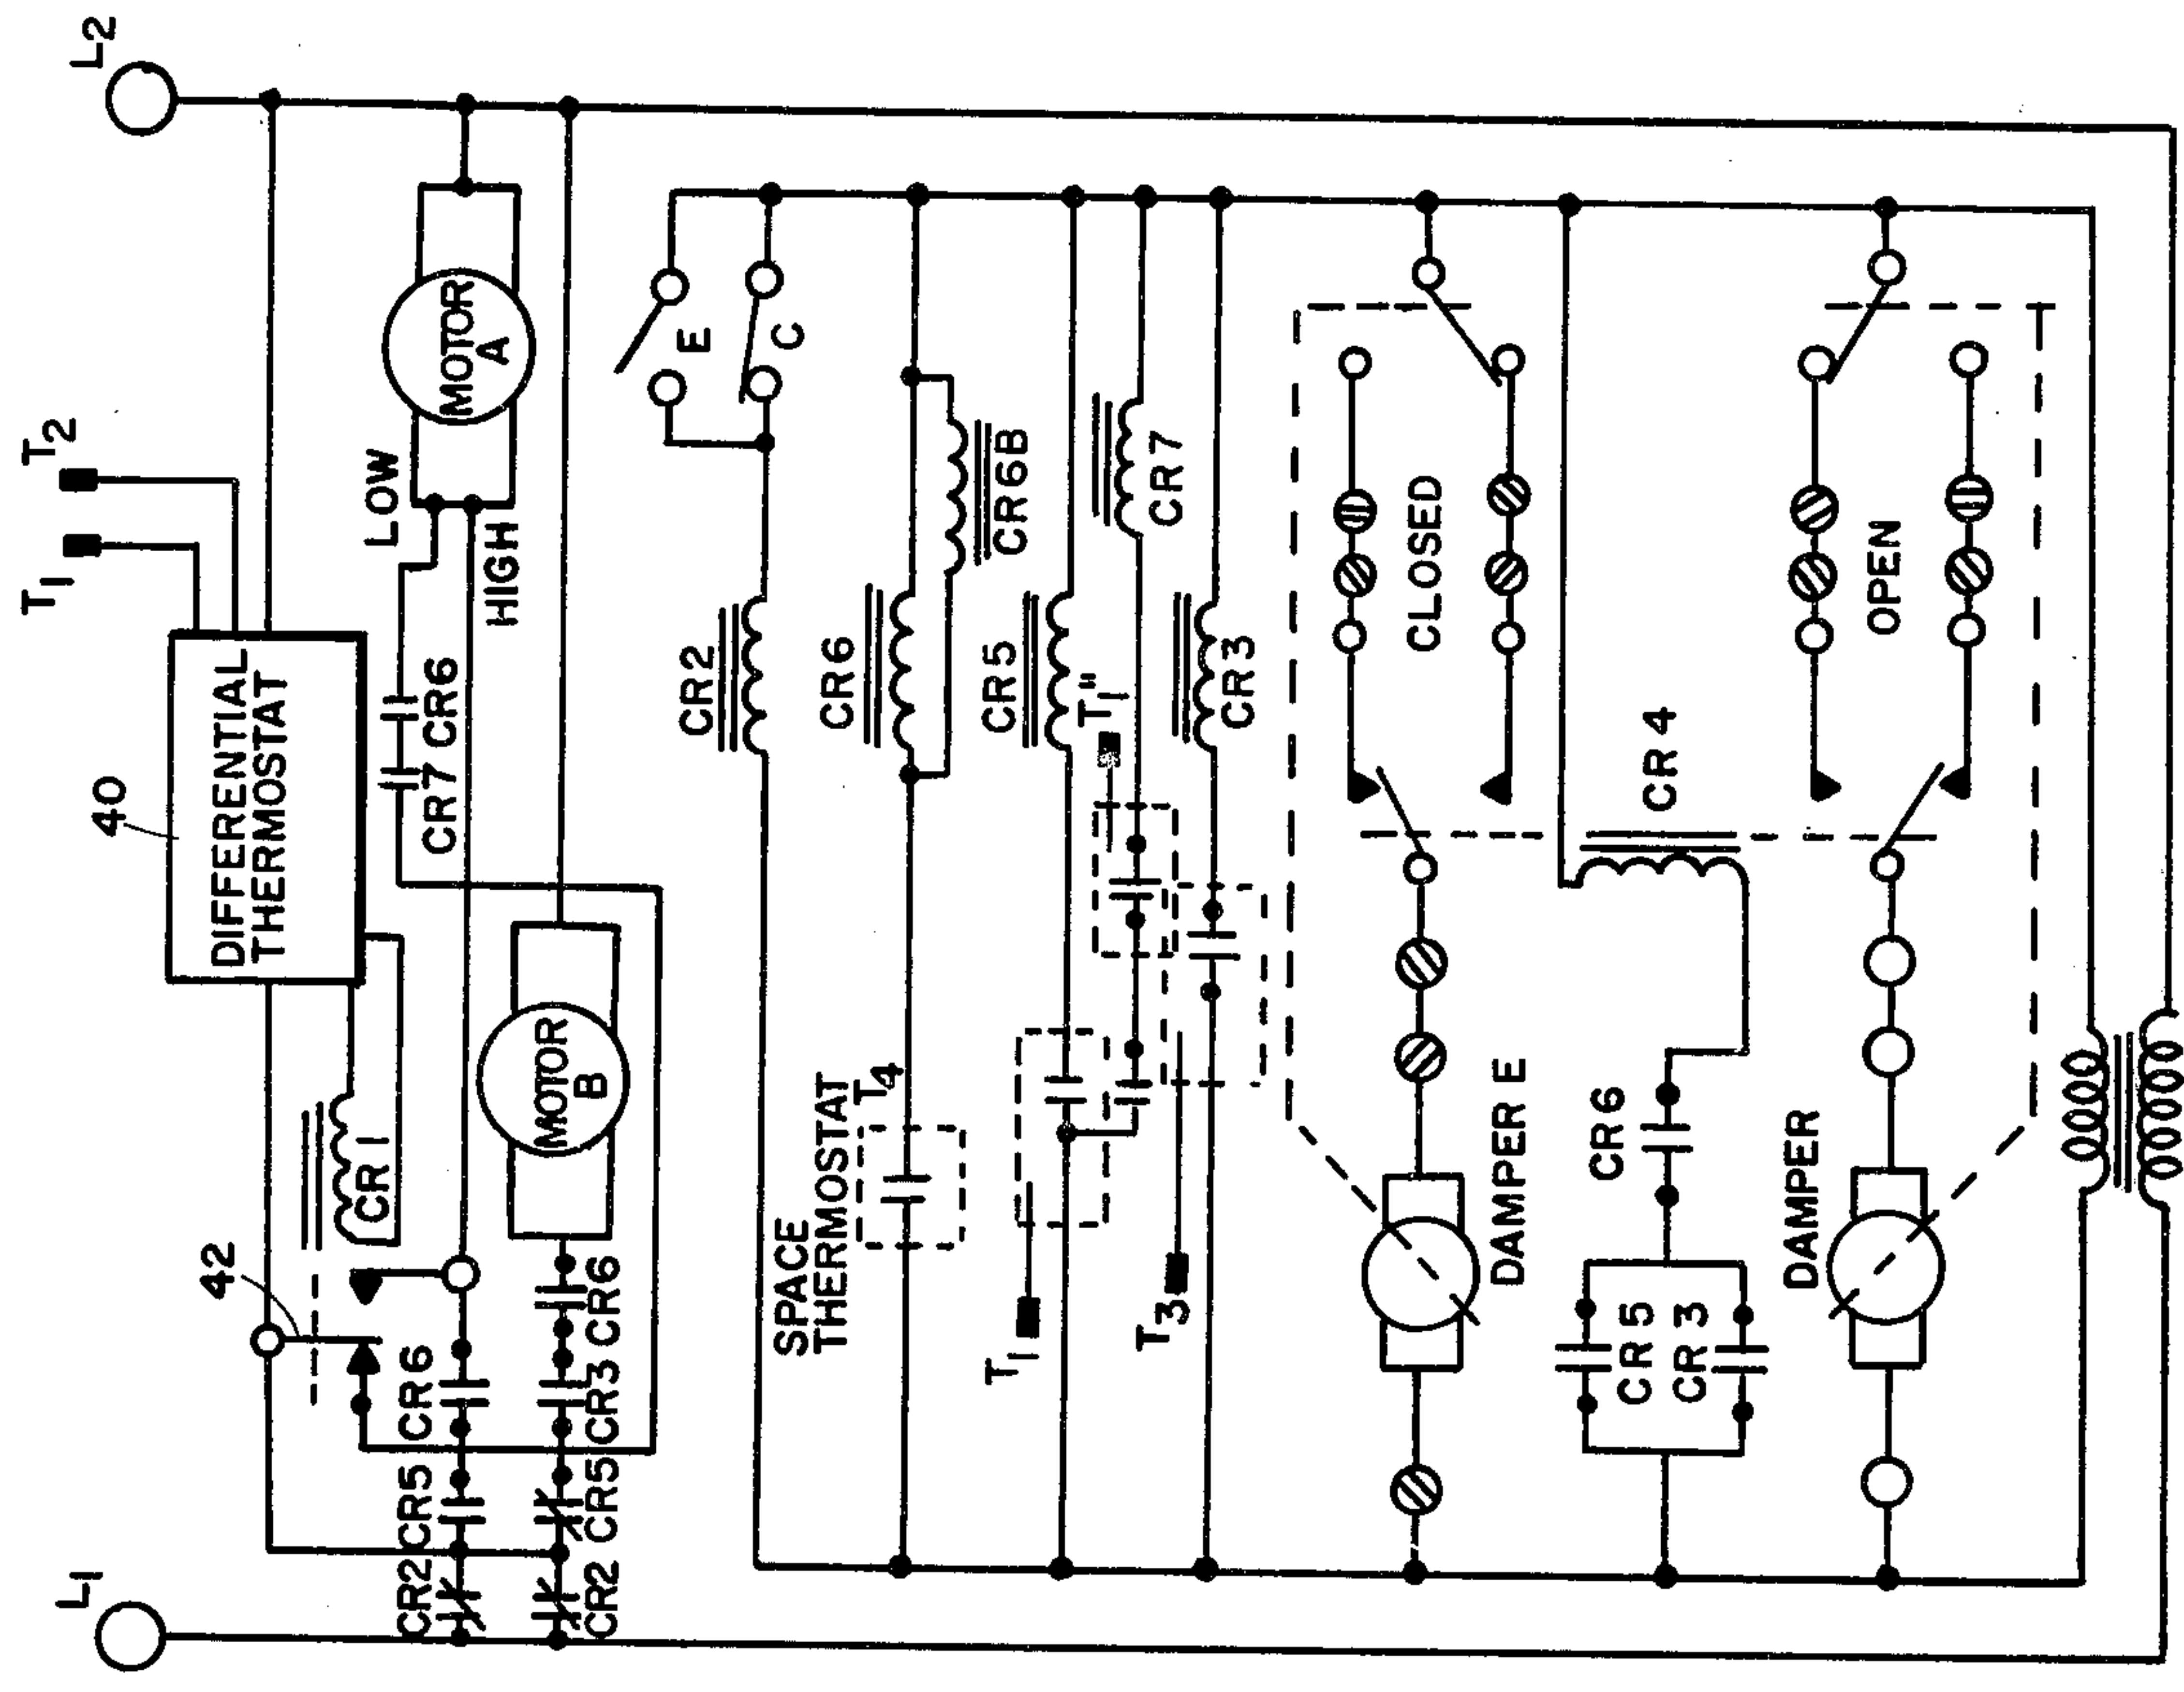 L1
L2
T1
T2
40
DIFFERENTIAL
THERMOSTAT
42
CR1
LOW
HIGH
MOTOR
A
CR7 CR6
CR2 CR5 CR6
MOTOR
B
CR2 CR5 CR3 CR6
E
C
CR2
SPACE
THERMOSTAT
T4
CR6
CR6B
T1
CR5
T1"
CR7
T3
CR3
CLOSED
DAMPER E
CR4
CR6
CR5
CR3
OPEN
DAMPER